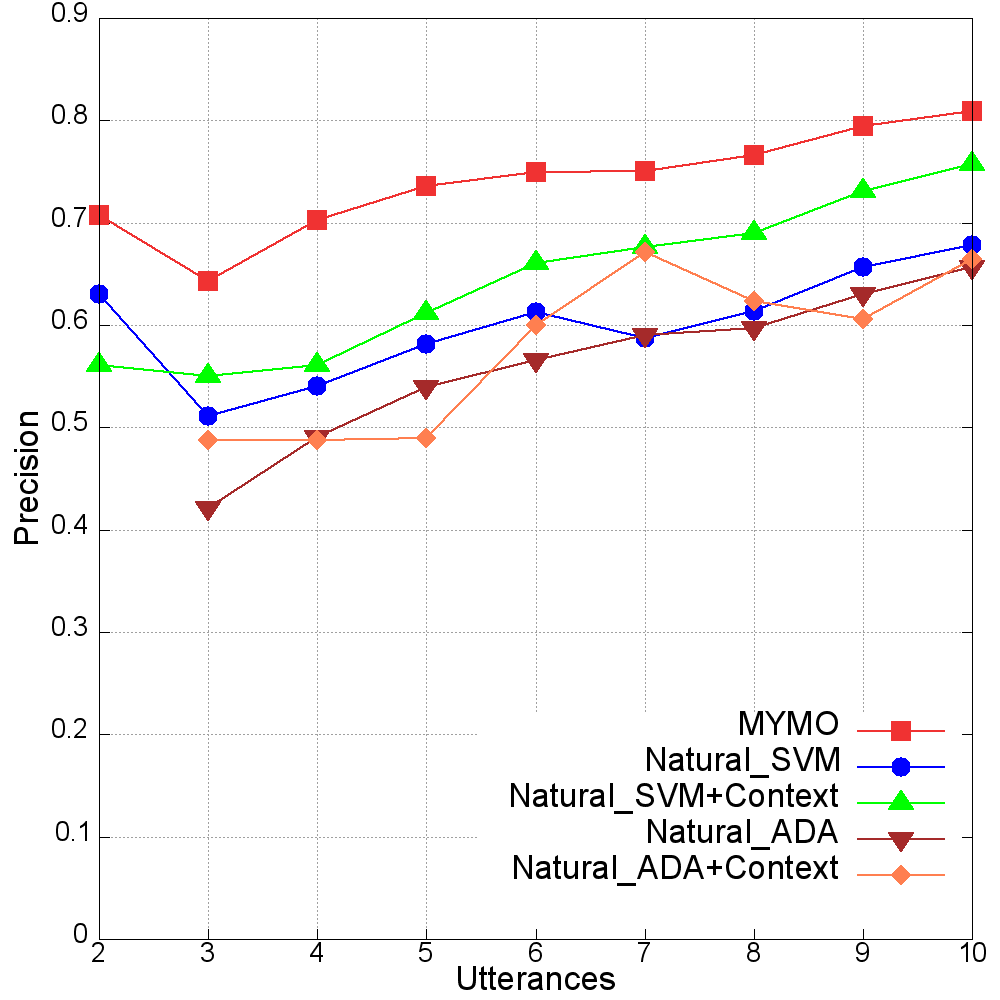 0.9
0.8
0.7
0.6
0.5
0.4
0.3
0.2
0.1
0
Precision
2 3 4 5 6 7 8 9 10
Utterances
MYMO
Natural_SVM
Natural_SVM+Context
Natural_ADA
Natural_ADA+Context